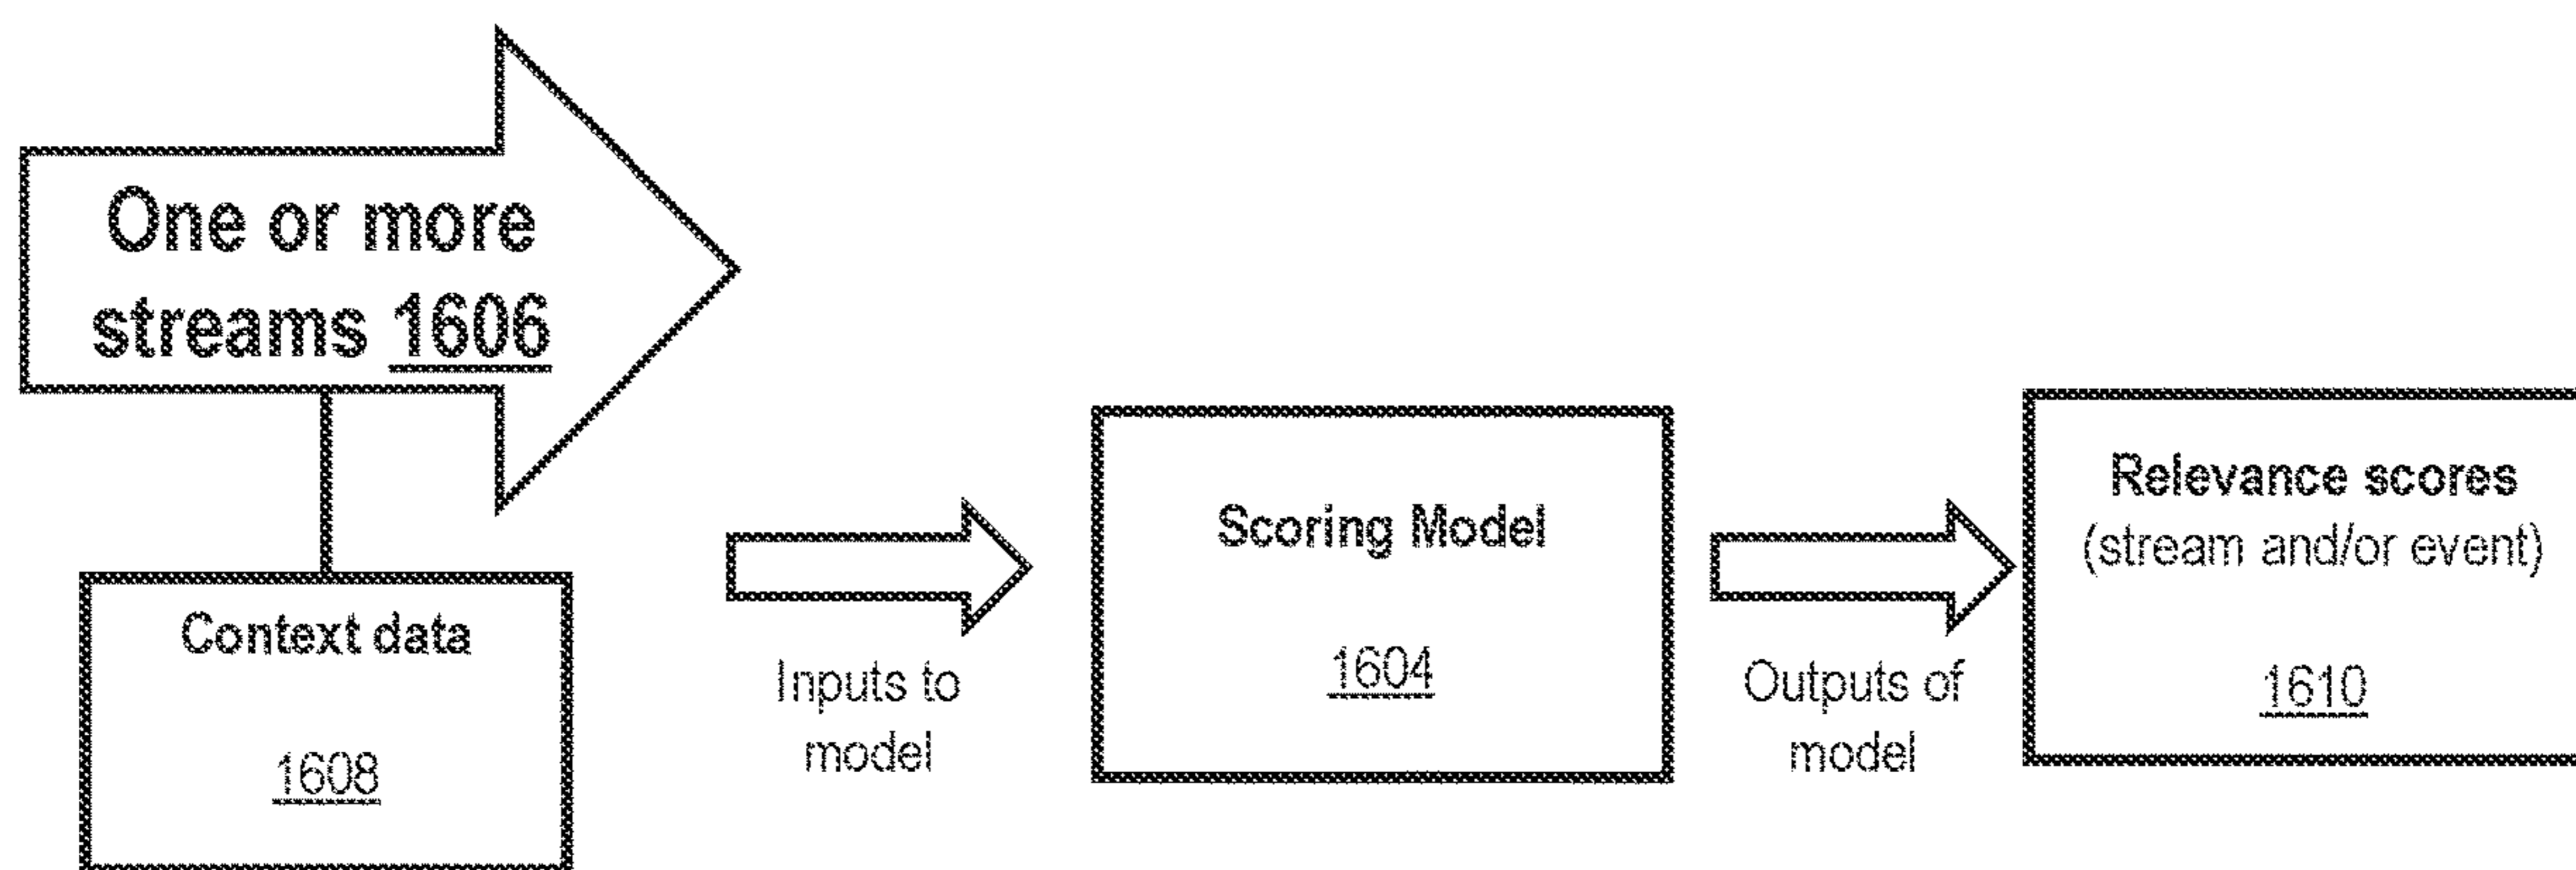 One or more
streams 1606
Context data
1608
Inputs to
model
Scoring Model
1604
Outputs of
model
Relevance scores
(stream and/or event)
1610